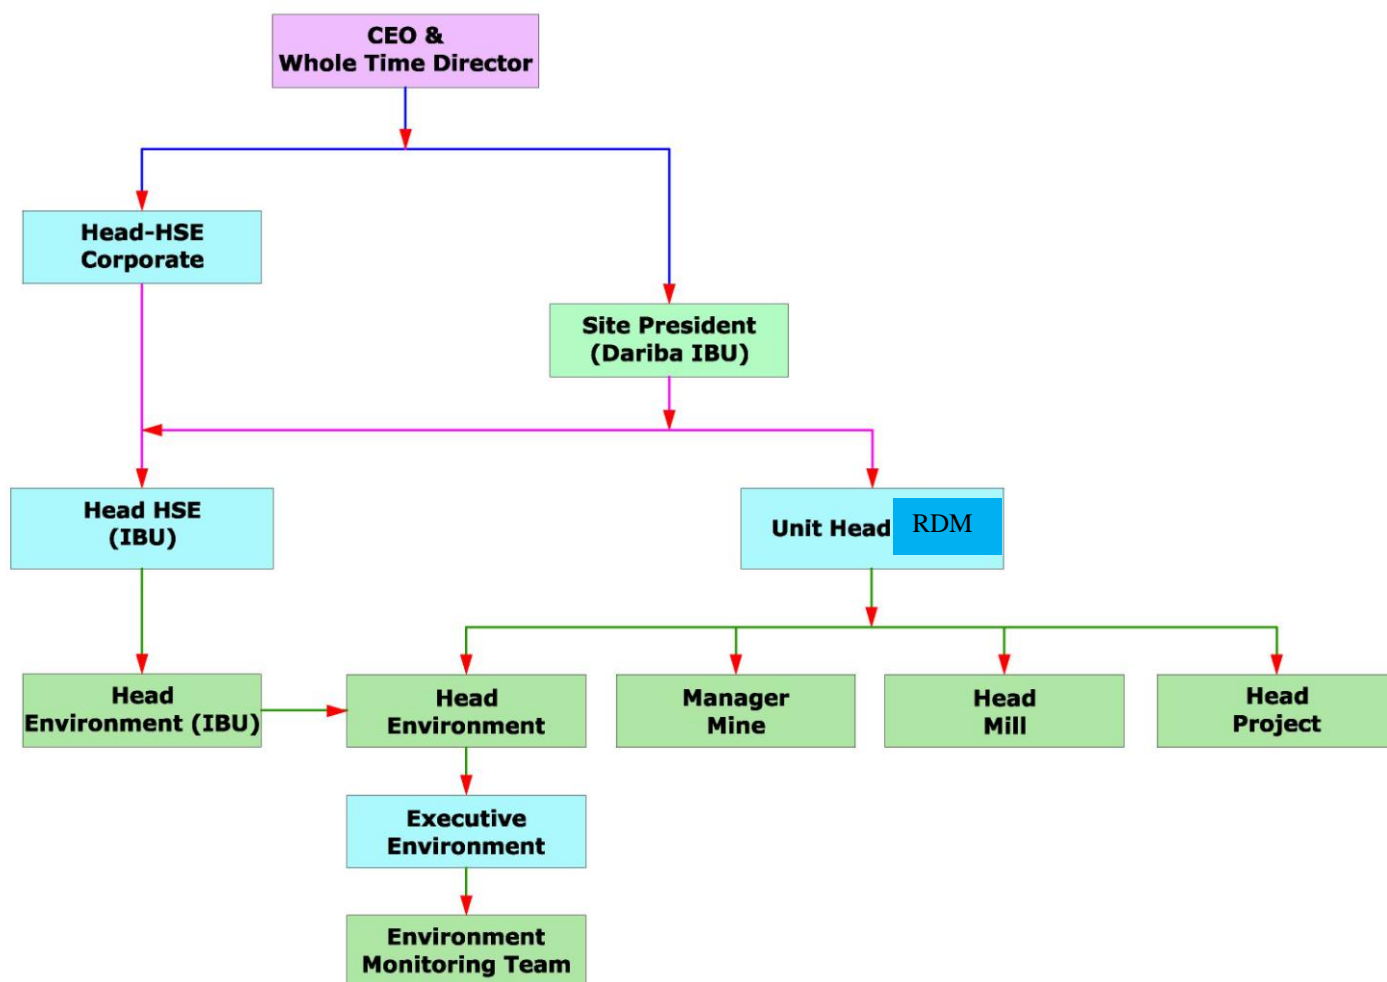 CEO &
Whole Time Director
Head-HSE
Corporate
Site President
(Dariba IBU)
Head HSE
(IBU)
Unit Head RDM
Head
Environment (IBU)
Head
Environment
Manager
Mine
Head
Mill
Head
Project
Executive
Environment
Environment
Monitoring Team